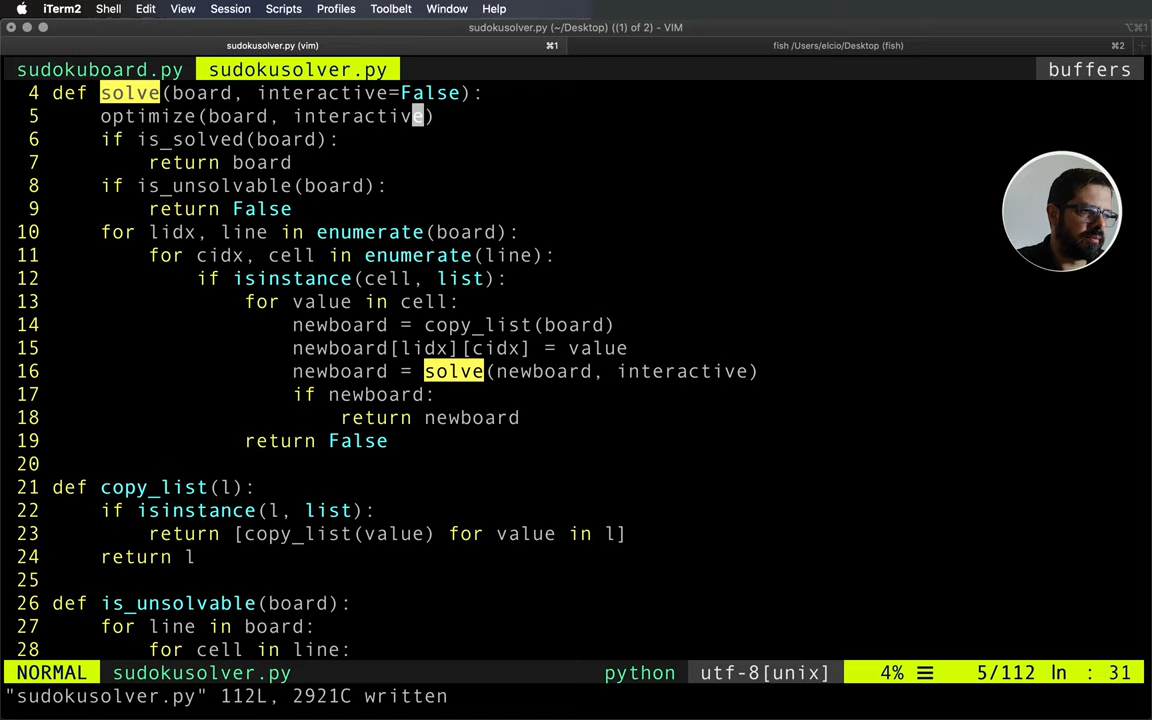 iTerm2 Shell Edit View Session Scripts Profiles Toolbelt Window Help
sudokusolver.py (~/Desktop) ((1) of 2) - VIM ⌥⌘1
sudokusolver.py (vim) ⌘1 fish /Users/elcio/Desktop (fish) ⌘2 +
sudokuboard.py sudokusolver.py buffers
4 def solve(board, interactive=False):
5     optimize(board, interactive)
6     if is_solved(board):
7         return board
8     if is_unsolvable(board):
9         return False
10     for lidx, line in enumerate(board):
11         for cidx, cell in enumerate(line):
12             if isinstance(cell, list):
13                 for value in cell:
14                     newboard = copy_list(board)
15                     newboard[lidx][cidx] = value
16                     newboard = solve(newboard, interactive)
17                     if newboard:
18                         return newboard
19                 return False
20
21 def copy_list(l):
22     if isinstance(l, list):
23         return [copy_list(value) for value in l]
24     return l
25
26 def is_unsolvable(board):
27     for line in board:
28         for cell in line:
NORMAL sudokusolver.py python utf-8[unix] 4% ☰ 5/112 ln : 31
"sudokusolver.py" 112L, 2921C written